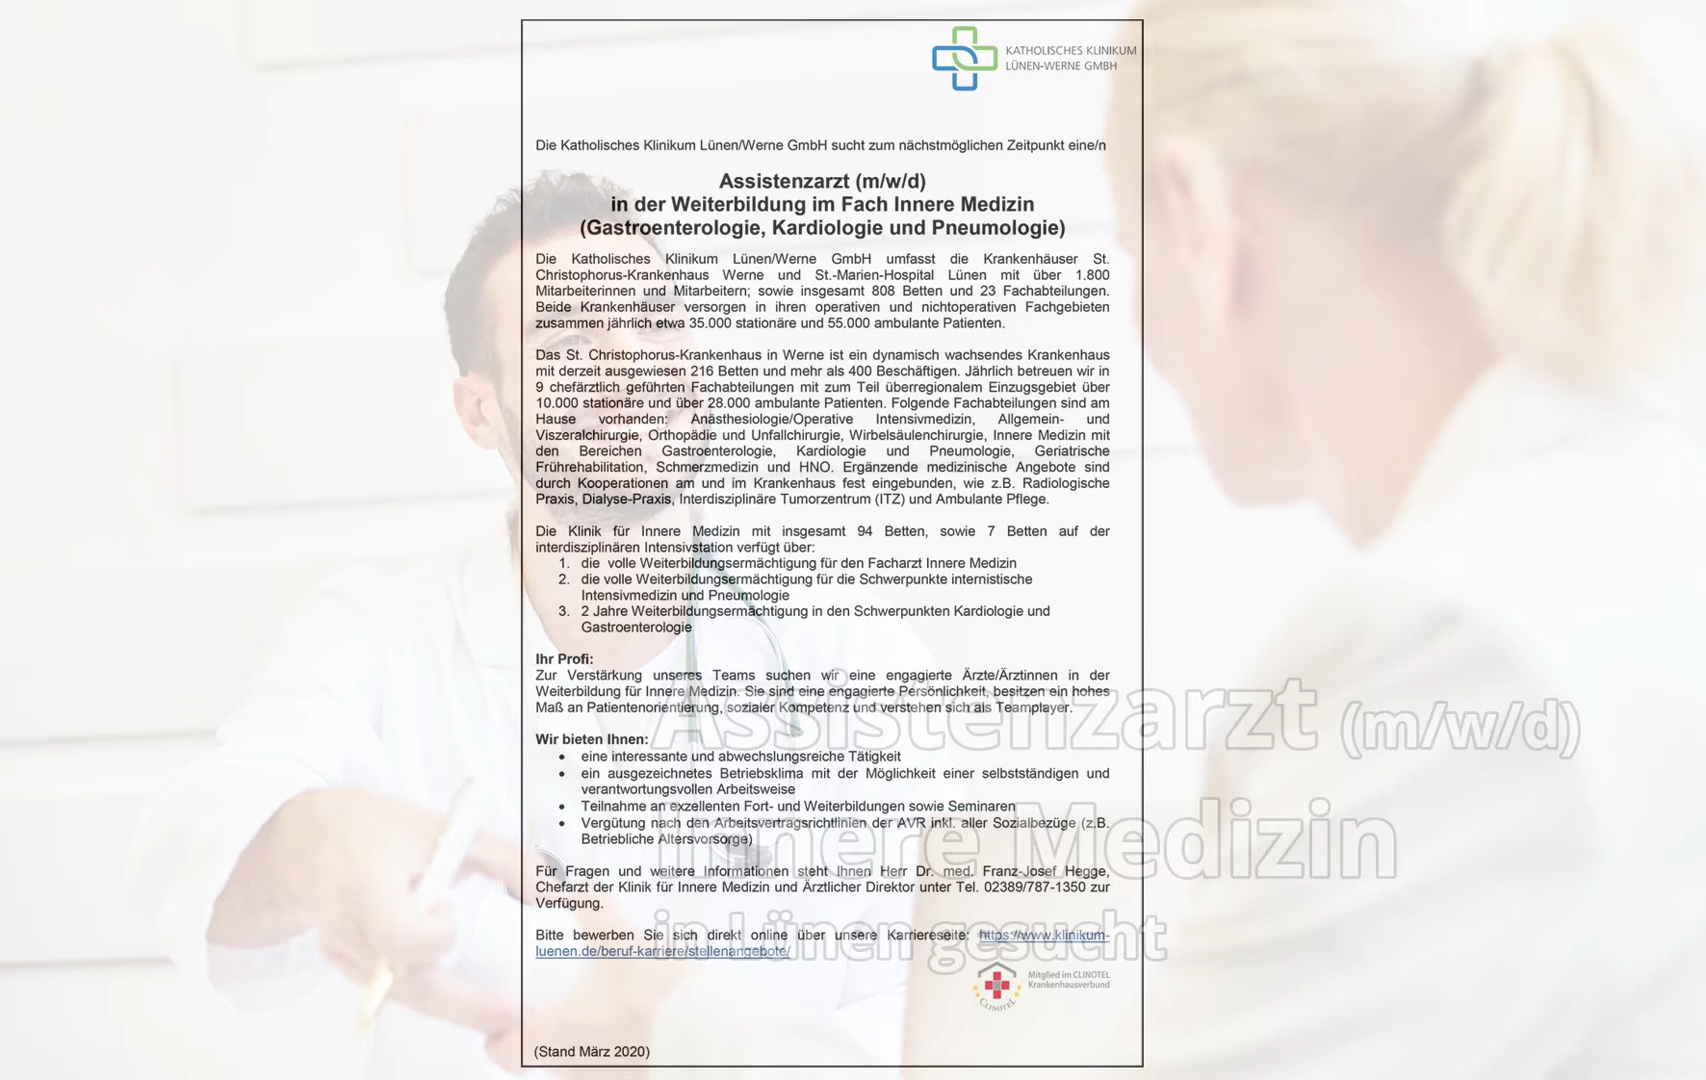 KATHOLISCHES KLINIKUM
LÜNEN-WERNE GMBH
Die Katholisches Klinikum Lünen/Werne GmbH sucht zum nächstmöglichen Zeitpunkt eine/n
Assistenzarzt (m/w/d)
in der Weiterbildung im Fach Innere Medizin
(Gastroenterologie, Kardiologie und Pneumologie)
Die Katholisches Klinikum Lünen/Werne GmbH umfasst die Krankenhäuser St.
Christophorus-Krankenhaus Werne und St.-Marien-Hospital Lünen mit über 1.800
Mitarbeiterinnen und Mitarbeitern; sowie insgesamt 808 Betten und 23 Fachabteilungen.
Beide Krankenhäuser versorgen in ihren operativen und nichtoperativen Fachgebieten
zusammen jährlich etwa 35.000 stationäre und 55.000 ambulante Patienten.
Das St. Christophorus-Krankenhaus in Werne ist ein dynamisch wachsendes Krankenhaus
mit derzeit ausgewiesen 216 Betten und mehr als 400 Beschäftigen. Jährlich betreuen wir in
9 chefärztlich geführten Fachabteilungen mit zum Teil überregionalem Einzugsgebiet über
10.000 stationäre und über 28.000 ambulante Patienten. Folgende Fachabteilungen sind am
Hause vorhanden: Anästhesiologie/Operative Intensivmedizin, Allgemein- und
Viszeralchirurgie, Orthopädie und Unfallchirurgie, Wirbelsäulenchirurgie, Innere Medizin mit
den Bereichen Gastroenterologie, Kardiologie und Pneumologie, Geriatrische
Frührehabilitation, Schmerzmedizin und HNO. Ergänzende medizinische Angebote sind
durch Kooperationen am und im Krankenhaus fest eingebunden, wie z.B. Radiologische
Praxis, Dialyse-Praxis, Interdisziplinäre Tumorzentrum (ITZ) und Ambulante Pflege.
Die Klinik für Innere Medizin mit insgesamt 94 Betten, sowie 7 Betten auf der
interdisziplinären Intensivstation verfügt über:
1. die volle Weiterbildungsermächtigung für den Facharzt Innere Medizin
2. die volle Weiterbildungsermächtigung für die Schwerpunkte internistische
Intensivmedizin und Pneumologie
3. 2 Jahre Weiterbildungsermächtigung in den Schwerpunkten Kardiologie und
Gastroenterologie
Ihr Profi:
Zur Verstärkung unseres Teams suchen wir eine engagierte Ärzte/Ärztinnen in der
Weiterbildung für Innere Medizin. Sie sind eine engagierte Persönlichkeit, besitzen ein hohes
Maß an Patientenorientierung, sozialer Kompetenz und verstehen sich als Teamplayer.
Wir bieten Ihnen:
• eine interessante und abwechslungsreiche Tätigkeit
• ein ausgezeichnetes Betriebsklima mit der Möglichkeit einer selbstständigen und
verantwortungsvollen Arbeitsweise
• Teilnahme an exzellenten Fort- und Weiterbildungen sowie Seminaren
• Vergütung nach den Arbeitsvertragsrichtlinien der AVR inkl. aller Sozialbezüge (z.B.
Betriebliche Altersvorsorge)
Für Fragen und weitere Informationen steht Ihnen Herr Dr. med. Franz-Josef Hegge,
Chefarzt der Klinik für Innere Medizin und Ärztlicher Direktor unter Tel. 02389/787-1350 zur
Verfügung.
Bitte bewerben Sie sich direkt online über unsere Karriereseite: https://www.klinikum-
luenen.de/beruf-karriere/stellenangebote/
Mitglied im CLINOTEL
Krankenhausverbund
CLINOTEL
(Stand März 2020)
Assistenzarzt (m/w/d)
Innere Medizin
in Lünen gesucht